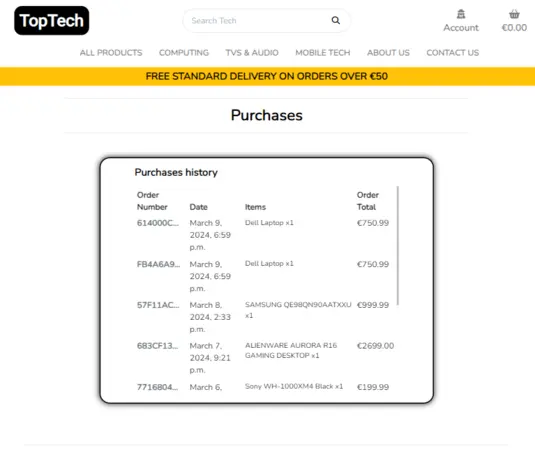 TopTech
Search Tech
Account
€0.00
ALL PRODUCTS COMPUTING TVS & AUDIO MOBILE TECH ABOUT US CONTACT US
FREE STANDARD DELIVERY ON ORDERS OVER €50
Purchases
Purchases history
Order Number Date Items Order Total
614000C... March 9, 2024, 6:59 p.m. Dell Laptop x1 €750.99
FB4A6A9... March 9, 2024, 6:59 p.m. Dell Laptop x1 €750.99
57F11AC... March 8, 2024, 2:33 p.m. SAMSUNG QE98QN90AATXXU x1 €999.99
6B3CF13... March 7, 2024, 9:21 p.m. ALIENWARE AURORA R16 GAMING DESKTOP x1 €2699.00
7716804... March 6, Sony WH-1000XM4 Black x1 €199.99